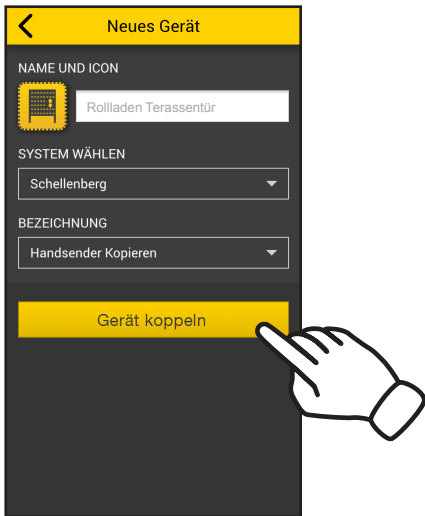 Neues Gerät
NAME UND ICON
Rollladen Terassentür
SYSTEM WÄHLEN
Schellenberg
BEZEICHNUNG
Handsender Kopieren
Gerät koppeln